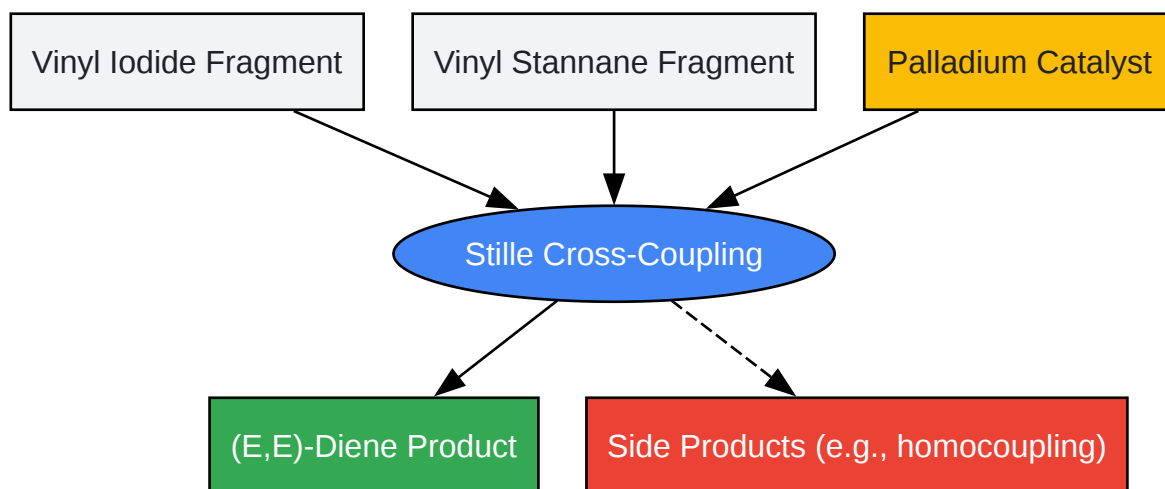 Vinyl Iodide Fragment
Vinyl Stannane Fragment
Palladium Catalyst
Stille Cross-Coupling
(E,E)-Diene Product
Side Products (e.g., homocoupling)